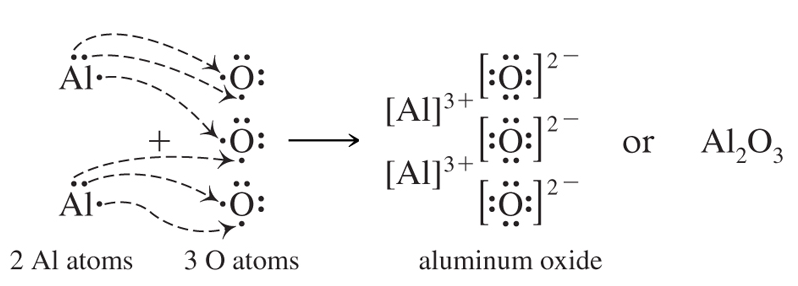 Al Ö: [:Ö:]²⁻
[Al]³⁺
+ Ö: ⟶ [:Ö:]²⁻ or Al₂O₃
[Al]³⁺
Al Ö: [:Ö:]²⁻
2 Al atoms 3 O atoms aluminum oxide